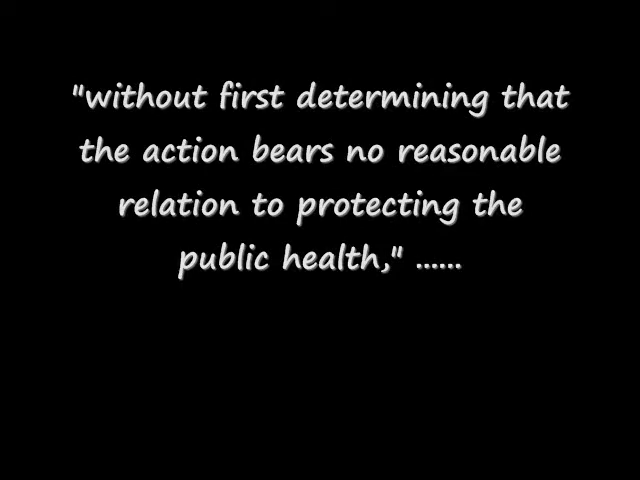 "without first determining that
the action bears no reasonable
relation to protecting the
public health," ......